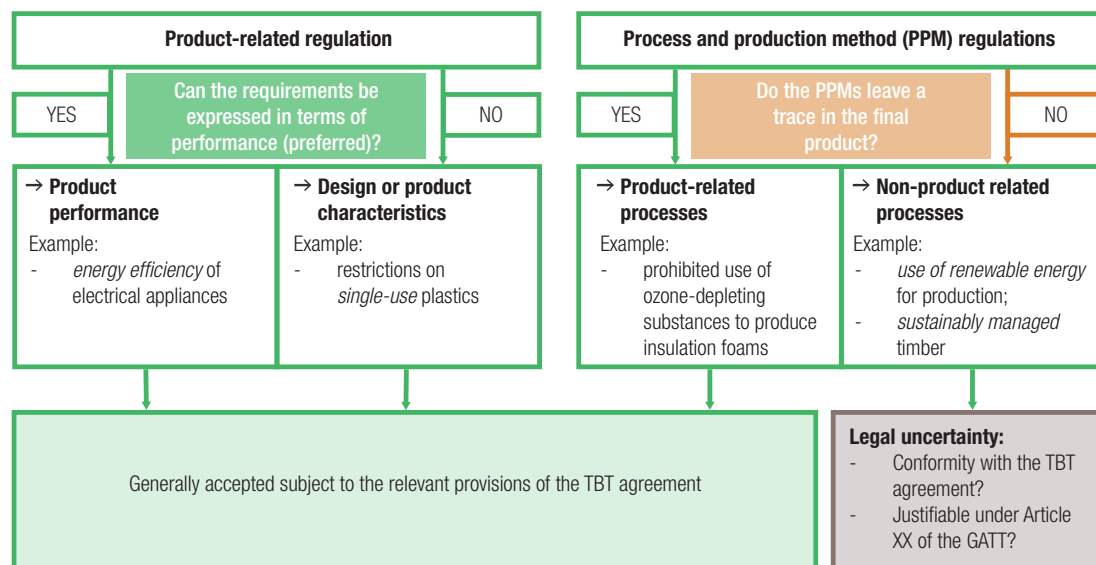 Product-related regulation
YES
Can the requirements be
expressed in terms of
performance (preferred)?
NO
→ Product
performance
Example:
- energy efficiency of
electrical appliances
→ Design or product
characteristics
Example:
- restrictions on
single-use plastics
Process and production method (PPM) regulations
YES
Do the PPMs leave a
trace in the final
product?
NO
→ Product-related
processes
Example:
- prohibited use of
ozone-depleting
substances to produce
insulation foams
→ Non-product related
processes
Example:
- use of renewable energy
for production;
- sustainably managed
timber
Generally accepted subject to the relevant provisions of the TBT agreement
Legal uncertainty:
- Conformity with the TBT
agreement?
- Justifiable under Article
XX of the GATT?